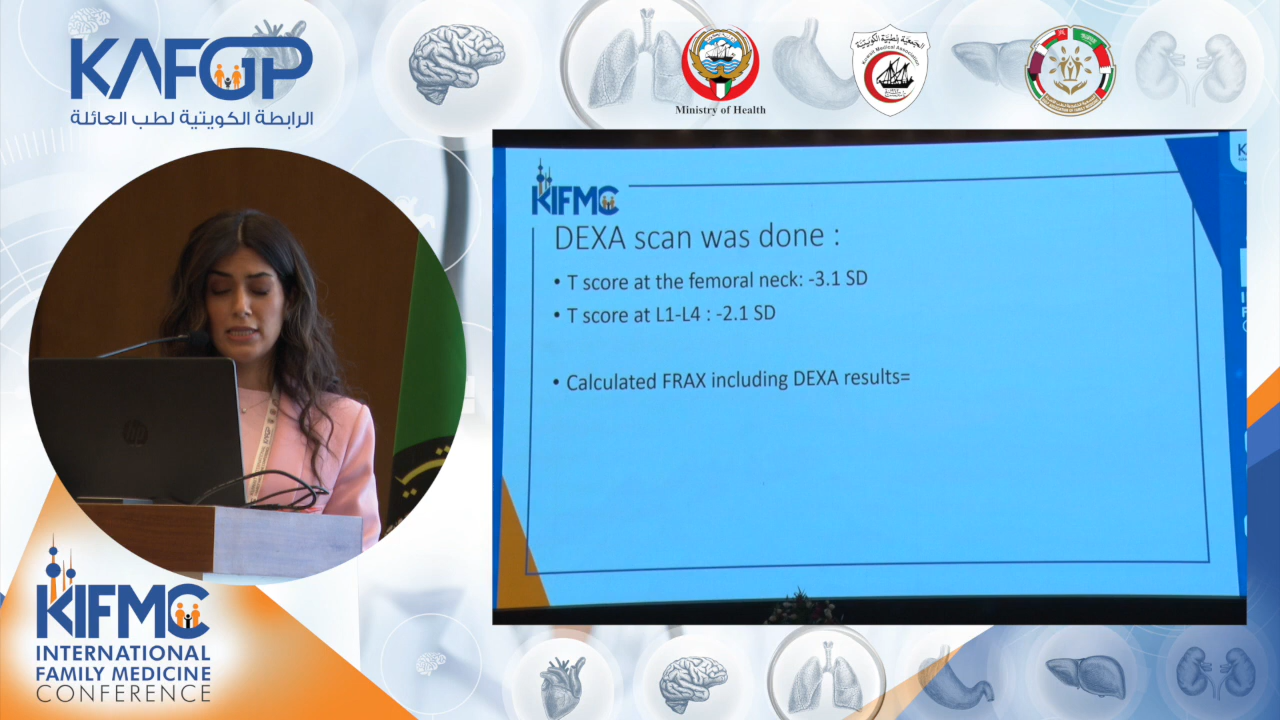 KAFGP
الرابطة الكويتية لطب العائلة
Ministry of Health
KIFMC
DEXA scan was done :
• T score at the femoral neck: -3.1 SD
• T score at L1-L4 : -2.1 SD
• Calculated FRAX including DEXA results=
hp
KIFMC
INTERNATIONAL
FAMILY MEDICINE
CONFERENCE